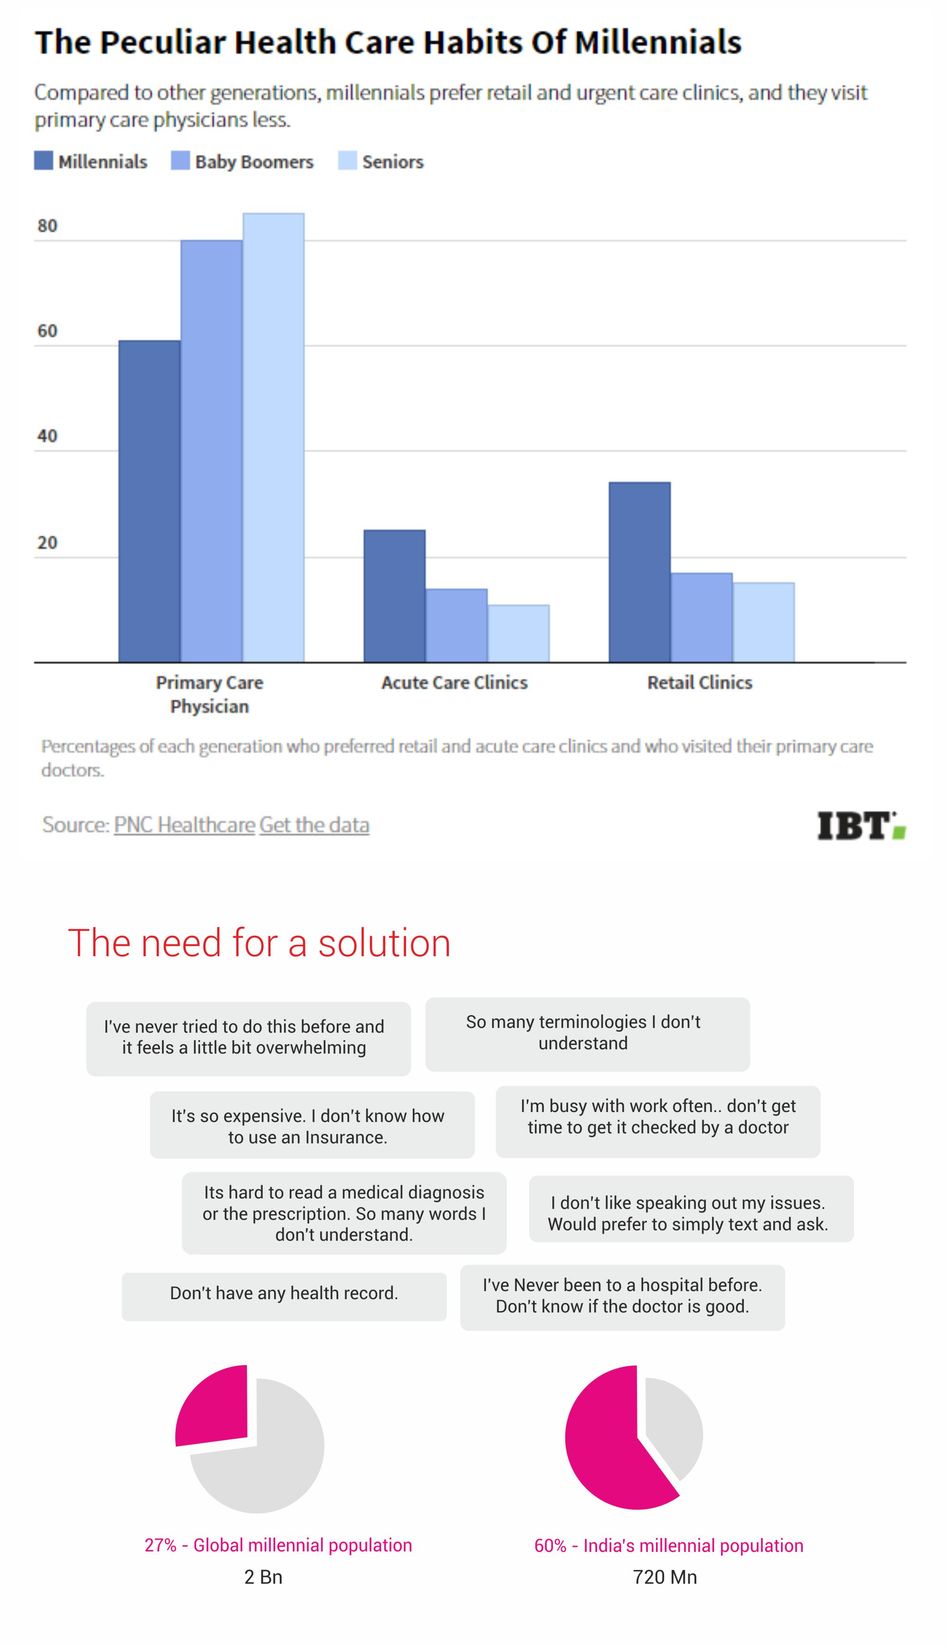 The Peculiar Health Care Habits Of Millennials
Compared to other generations, millennials prefer retail and urgent care clinics, and they visit
primary care physicians less.
Millennials Baby Boomers Seniors
80
60
40
20
Primary Care
Physician
Acute Care Clinics
Retail Clinics
Percentages of each generation who preferred retail and acute care clinics and who visited their primary care
doctors.
Source: PNC Healthcare Get the data
IBT
The need for a solution
I've never tried to do this before and
it feels a little bit overwhelming
So many terminologies I don't
understand
It's so expensive. I don't know how
to use an Insurance.
I'm busy with work often.. don't get
time to get it checked by a doctor
Its hard to read a medical diagnosis
or the prescription. So many words I
don't understand.
I don't like speaking out my issues.
Would prefer to simply text and ask.
Don't have any health record.
I've Never been to a hospital before.
Don't know if the doctor is good.
27% - Global millennial population
2 Bn
60% - India's millennial population
720 Mn